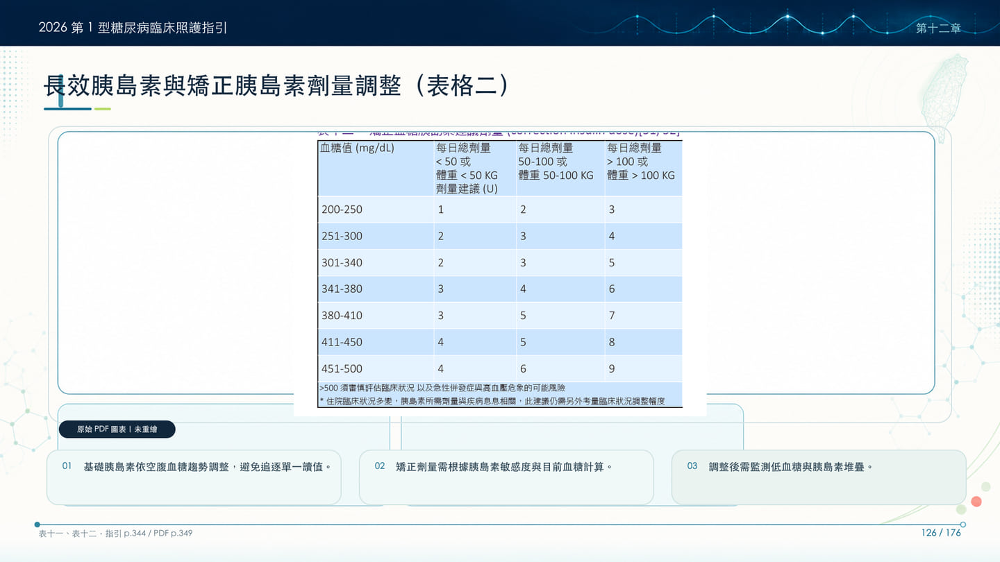 2026 第 1 型糖尿病臨床照護指引
第十二章
長效胰島素與矯正胰島素劑量調整（表格二）
血糖值 (mg/dL)
每日總劑量
< 50 或
體重 < 50 KG
劑量建議 (U)
每日總劑量
50-100 或
體重 50-100 KG
每日總劑量
> 100 或
體重 > 100 KG
200-250 1 2 3
251-300 2 3 4
301-340 2 3 5
341-380 3 4 6
380-410 3 5 7
411-450 4 5 8
451-500 4 6 9
>500 須審慎評估臨床狀況 以及急性併發症與高血壓危象的可能風險
* 住院臨床狀況多變，胰島素所需劑量與疾病息息相關，此建議仍需另外考量臨床狀況調整幅度
原始 PDF 圖表｜未重繪
01 基礎胰島素依空腹血糖趨勢調整，避免追逐單一讀值。
02 矯正劑量需根據胰島素敏感度與目前血糖計算。
03 調整後需監測低血糖與胰島素堆疊。
表十一、表十二・指引 p.344 / PDF p.349
126 / 176